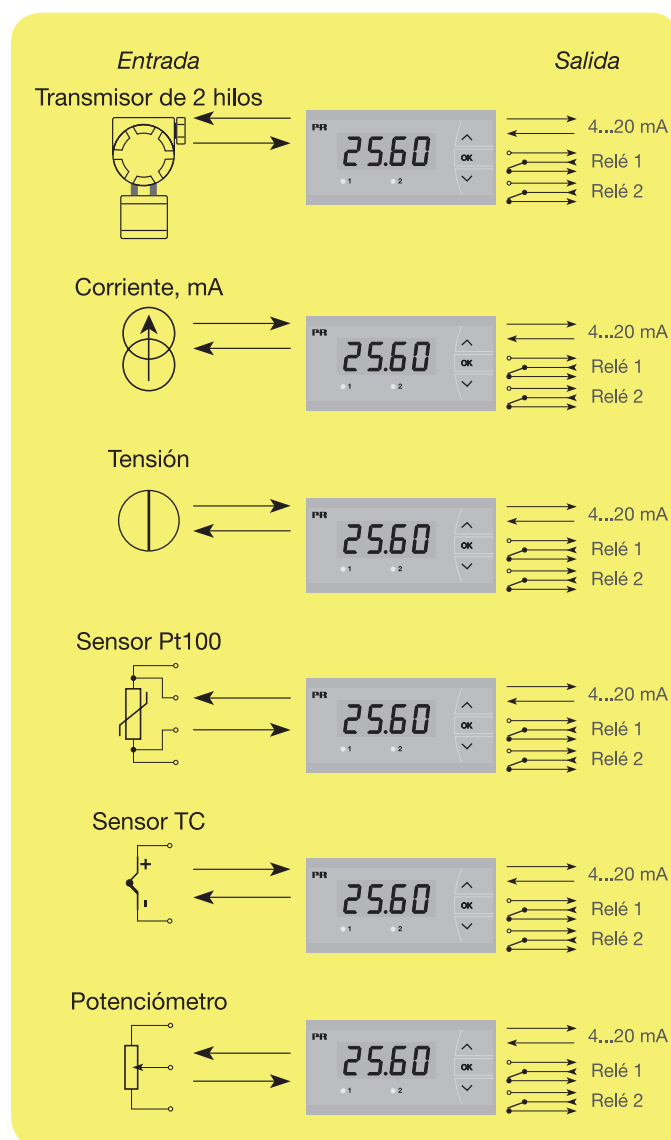 Entrada Salida
Transmisor de 2 hilos
PR 25.60 OK 1 2
4...20 mA
Relé 1
Relé 2
Corriente, mA
PR 25.60 OK 1 2
4...20 mA
Relé 1
Relé 2
Tensión
PR 25.60 OK 1 2
4...20 mA
Relé 1
Relé 2
Sensor Pt100
PR 25.60 OK 1 2
4...20 mA
Relé 1
Relé 2
Sensor TC
+
-
PR 25.60 OK 1 2
4...20 mA
Relé 1
Relé 2
Potenciómetro
PR 25.60 OK 1 2
4...20 mA
Relé 1
Relé 2